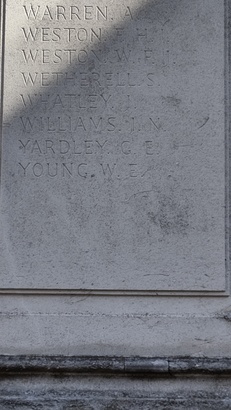 WARREN. A.
WESTON. F. H.
WESTON. W. F. J.
WETHERELL. S.
WHATLEY. J.
WILLIAMS. J. N.
YARDLEY. G. E.
YOUNG. W. E.